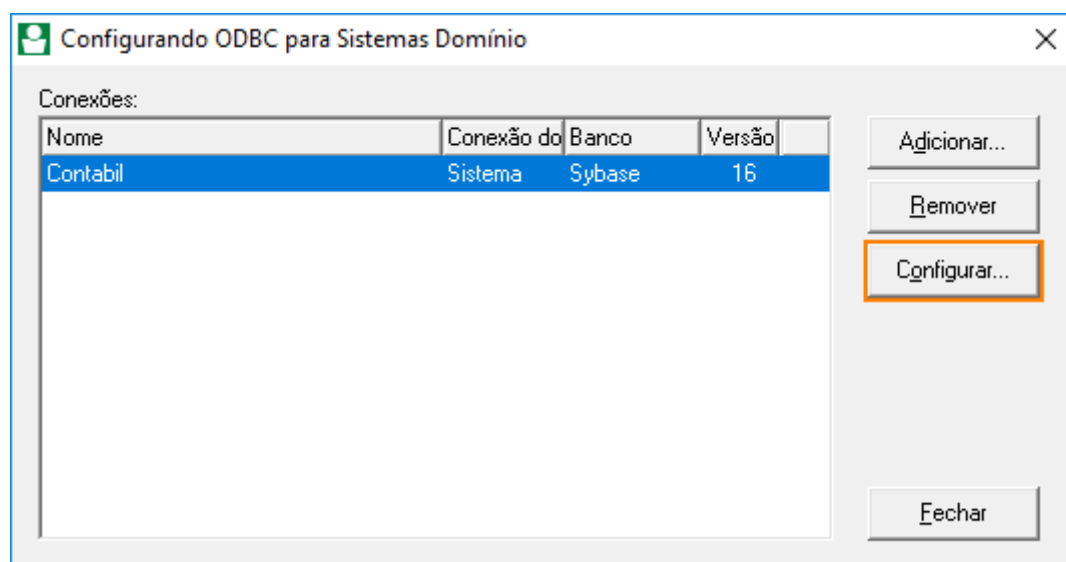 Configurando ODBC para Sistemas Domínio
Conexões:
Nome Conexão do Banco Versão
Contabil Sistema Sybase 16
Adicionar...
Remover
Configurar...
Fechar